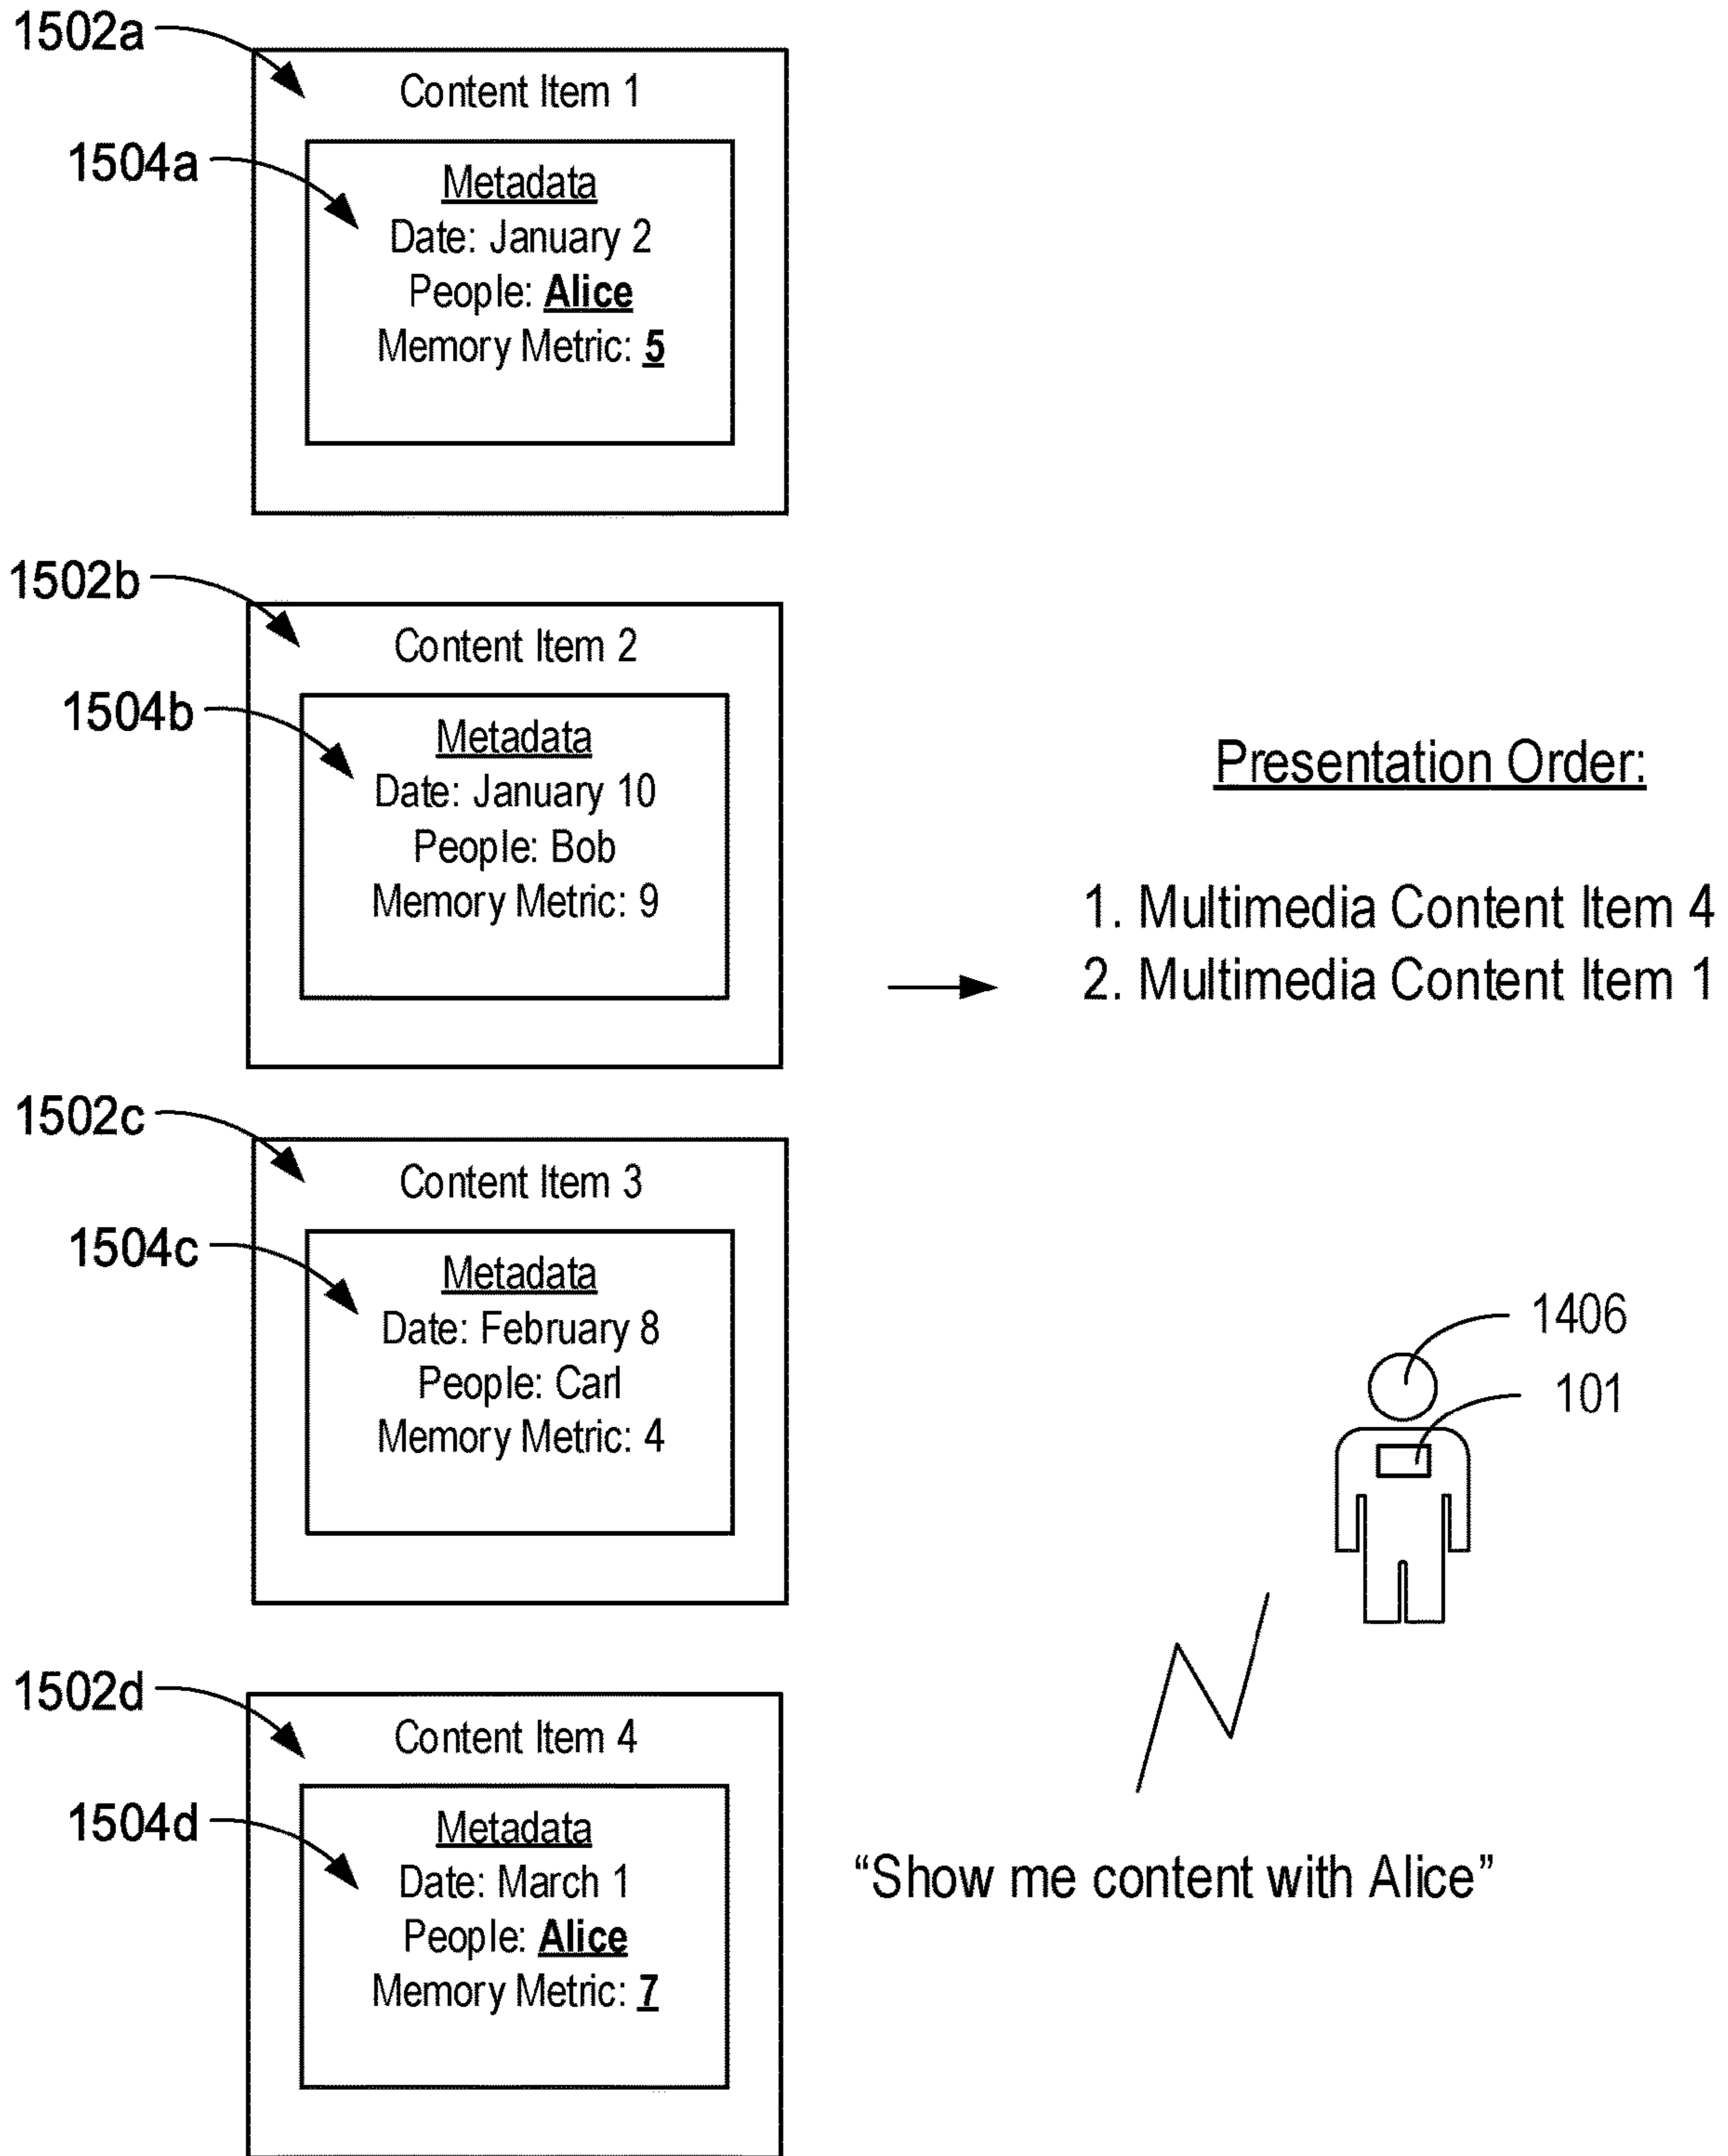 1502a
Content Item 1
1504a
Metadata
Date: January 2
People: Alice
Memory Metric: 5
1502b
Content Item 2
1504b
Metadata
Date: January 10
People: Bob
Memory Metric: 9
Presentation Order:
1. Multimedia Content Item 4
2. Multimedia Content Item 1
1502c
Content Item 3
1504c
Metadata
Date: February 8
People: Carl
Memory Metric: 4
1406
101
1502d
Content Item 4
1504d
Metadata
Date: March 1
People: Alice
Memory Metric: 7
“Show me content with Alice”